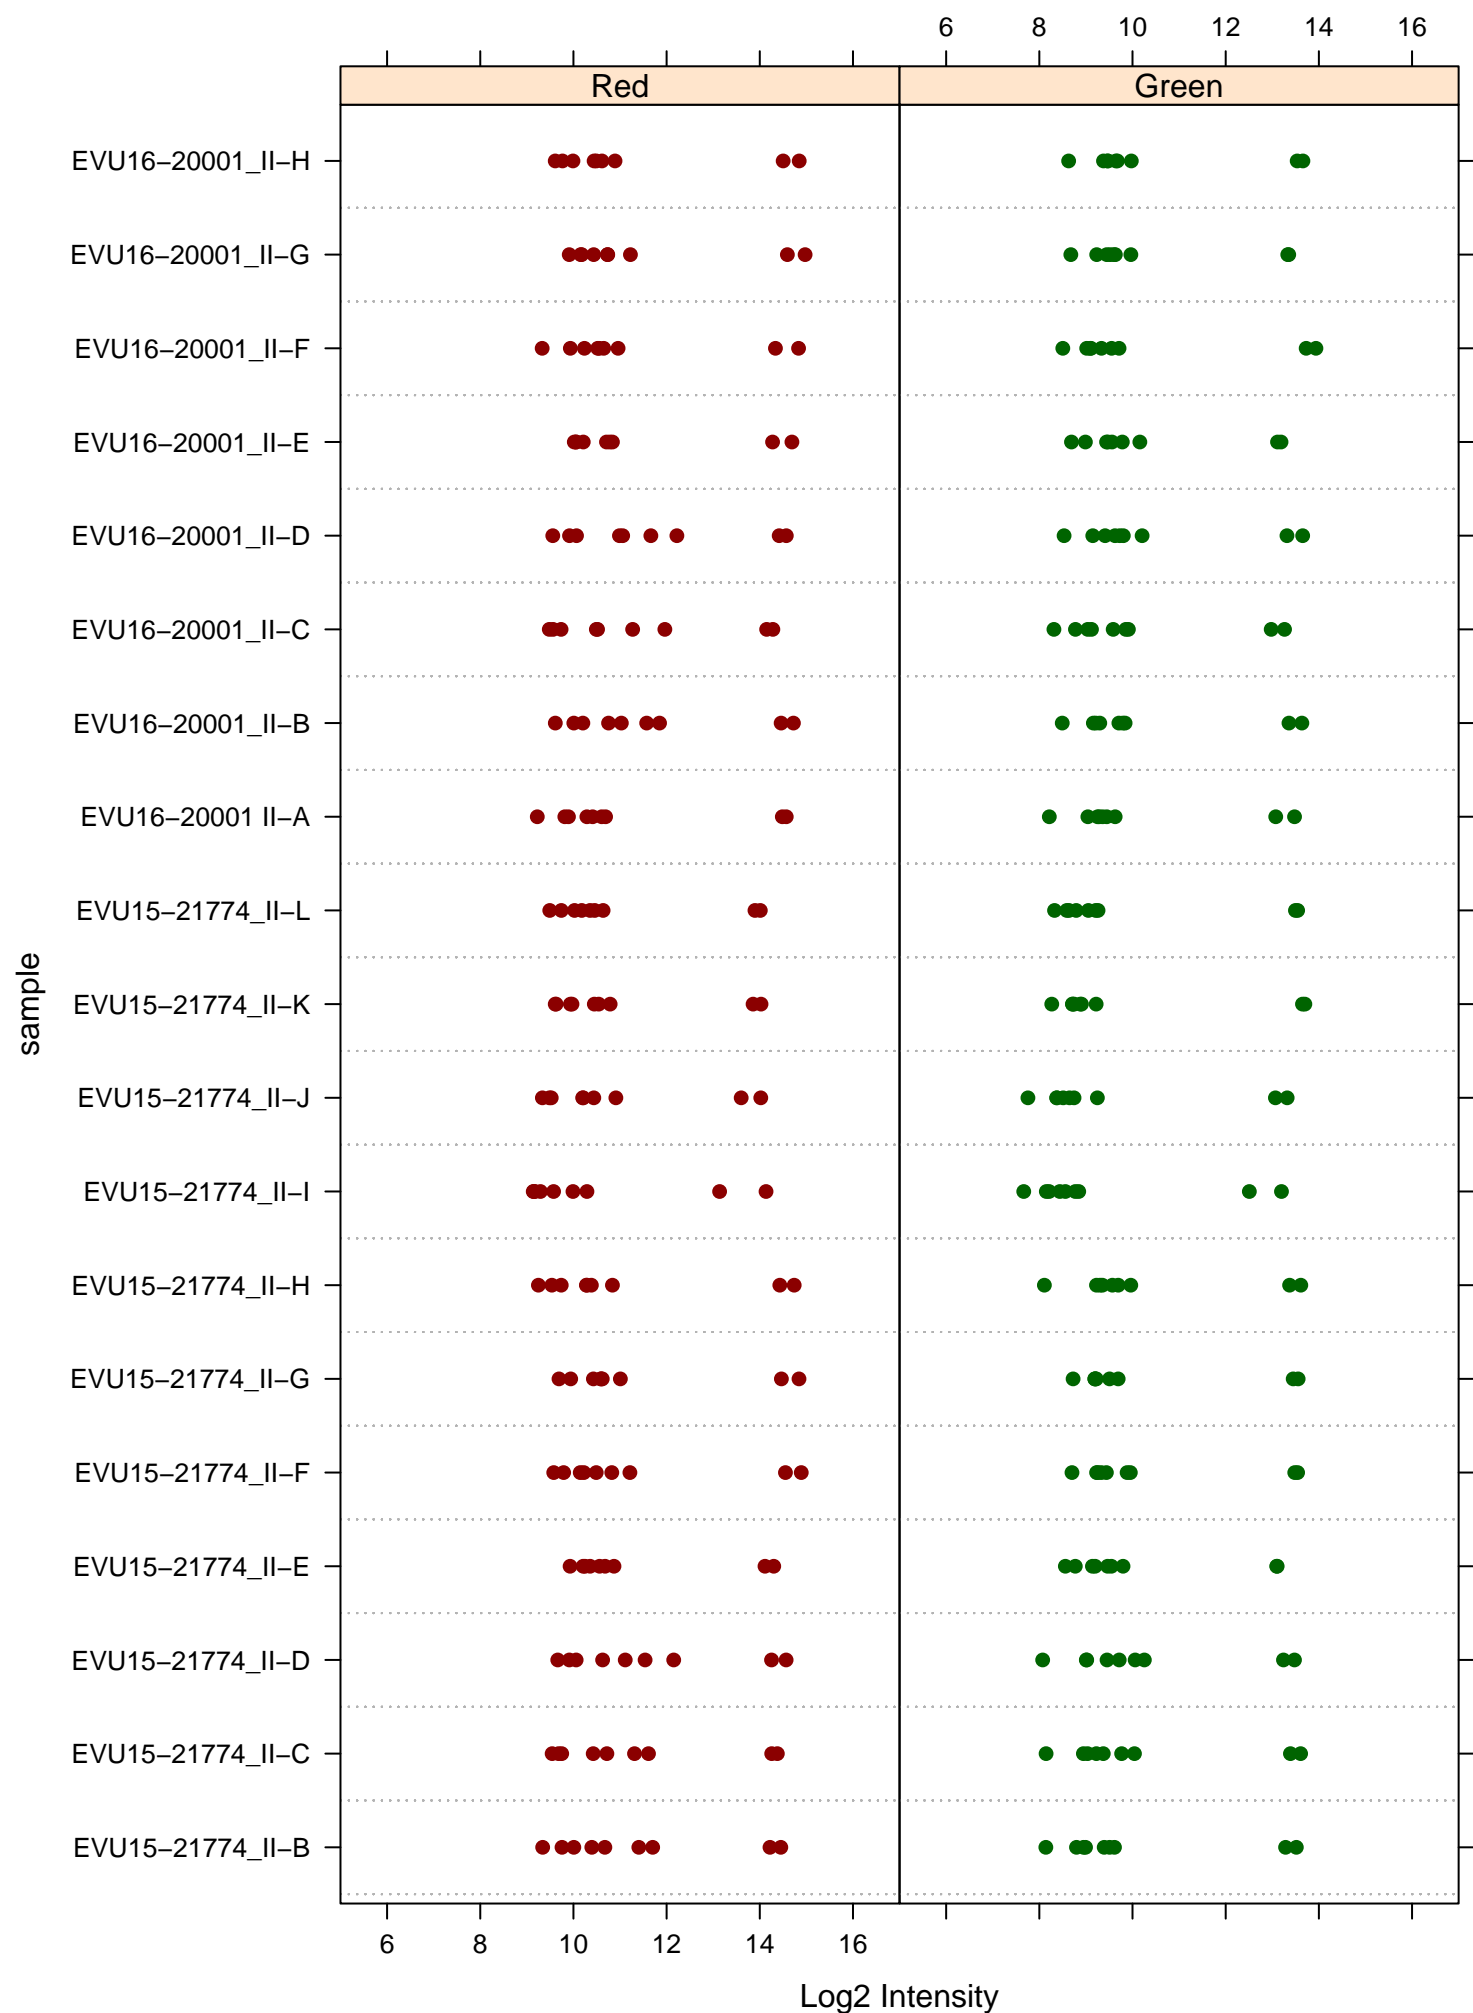 6 8 10 12 14 16
Red Green
EVU16−20001_II−H
EVU16−20001_II−G
EVU16−20001_II−F
EVU16−20001_II−E
EVU16−20001_II−D
EVU16−20001_II−C
EVU16−20001_II−B
EVU16−20001 II−A
EVU15−21774_II−L
EVU15−21774_II−K
EVU15−21774_II−J
EVU15−21774_II−I
EVU15−21774_II−H
EVU15−21774_II−G
EVU15−21774_II−F
EVU15−21774_II−E
EVU15−21774_II−D
EVU15−21774_II−C
EVU15−21774_II−B
sample
6 8 10 12 14 16
Log2 Intensity